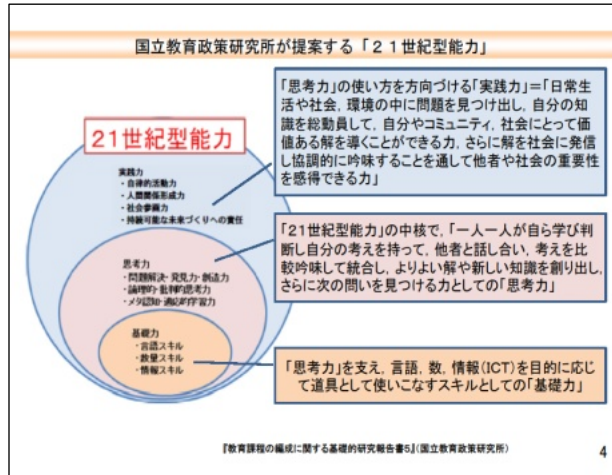 国立教育政策研究所が提案する「２１世紀型能力」
21世紀型能力
実践力
・自律的活動力
・人間関係形成力
・社会参画力
・持続可能な未来づくりへの責任
思考力
・問題解決・発見力・創造力
・論理的・批判的思考力
・メタ認知・適応的学習力
基礎力
・言語スキル
・数量スキル
・情報スキル
「思考力」の使い方を方向づける「実践力」＝「日常生
活や社会，環境の中に問題を見つけ出し，自分の知
識を総動員して，自分やコミュニティ，社会にとって価
値ある解を導くことができる力，さらに解を社会に発信
し協調的に吟味することを通して他者や社会の重要性
を感得できる力」
「21世紀型能力」の中核で，「一人一人が自ら学び判
断し自分の考えを持って，他者と話し合い，考えを比
較吟味して統合し，よりよい解や新しい知識を創り出し，
さらに次の問いを見つける力としての「思考力」
「思考力」を支え，言語，数，情報（ICT）を目的に応じ
て道具として使いこなすスキルとしての「基礎力」
『教育課程の編成に関する基礎的研究報告書5』（国立教育政策研究所）
4